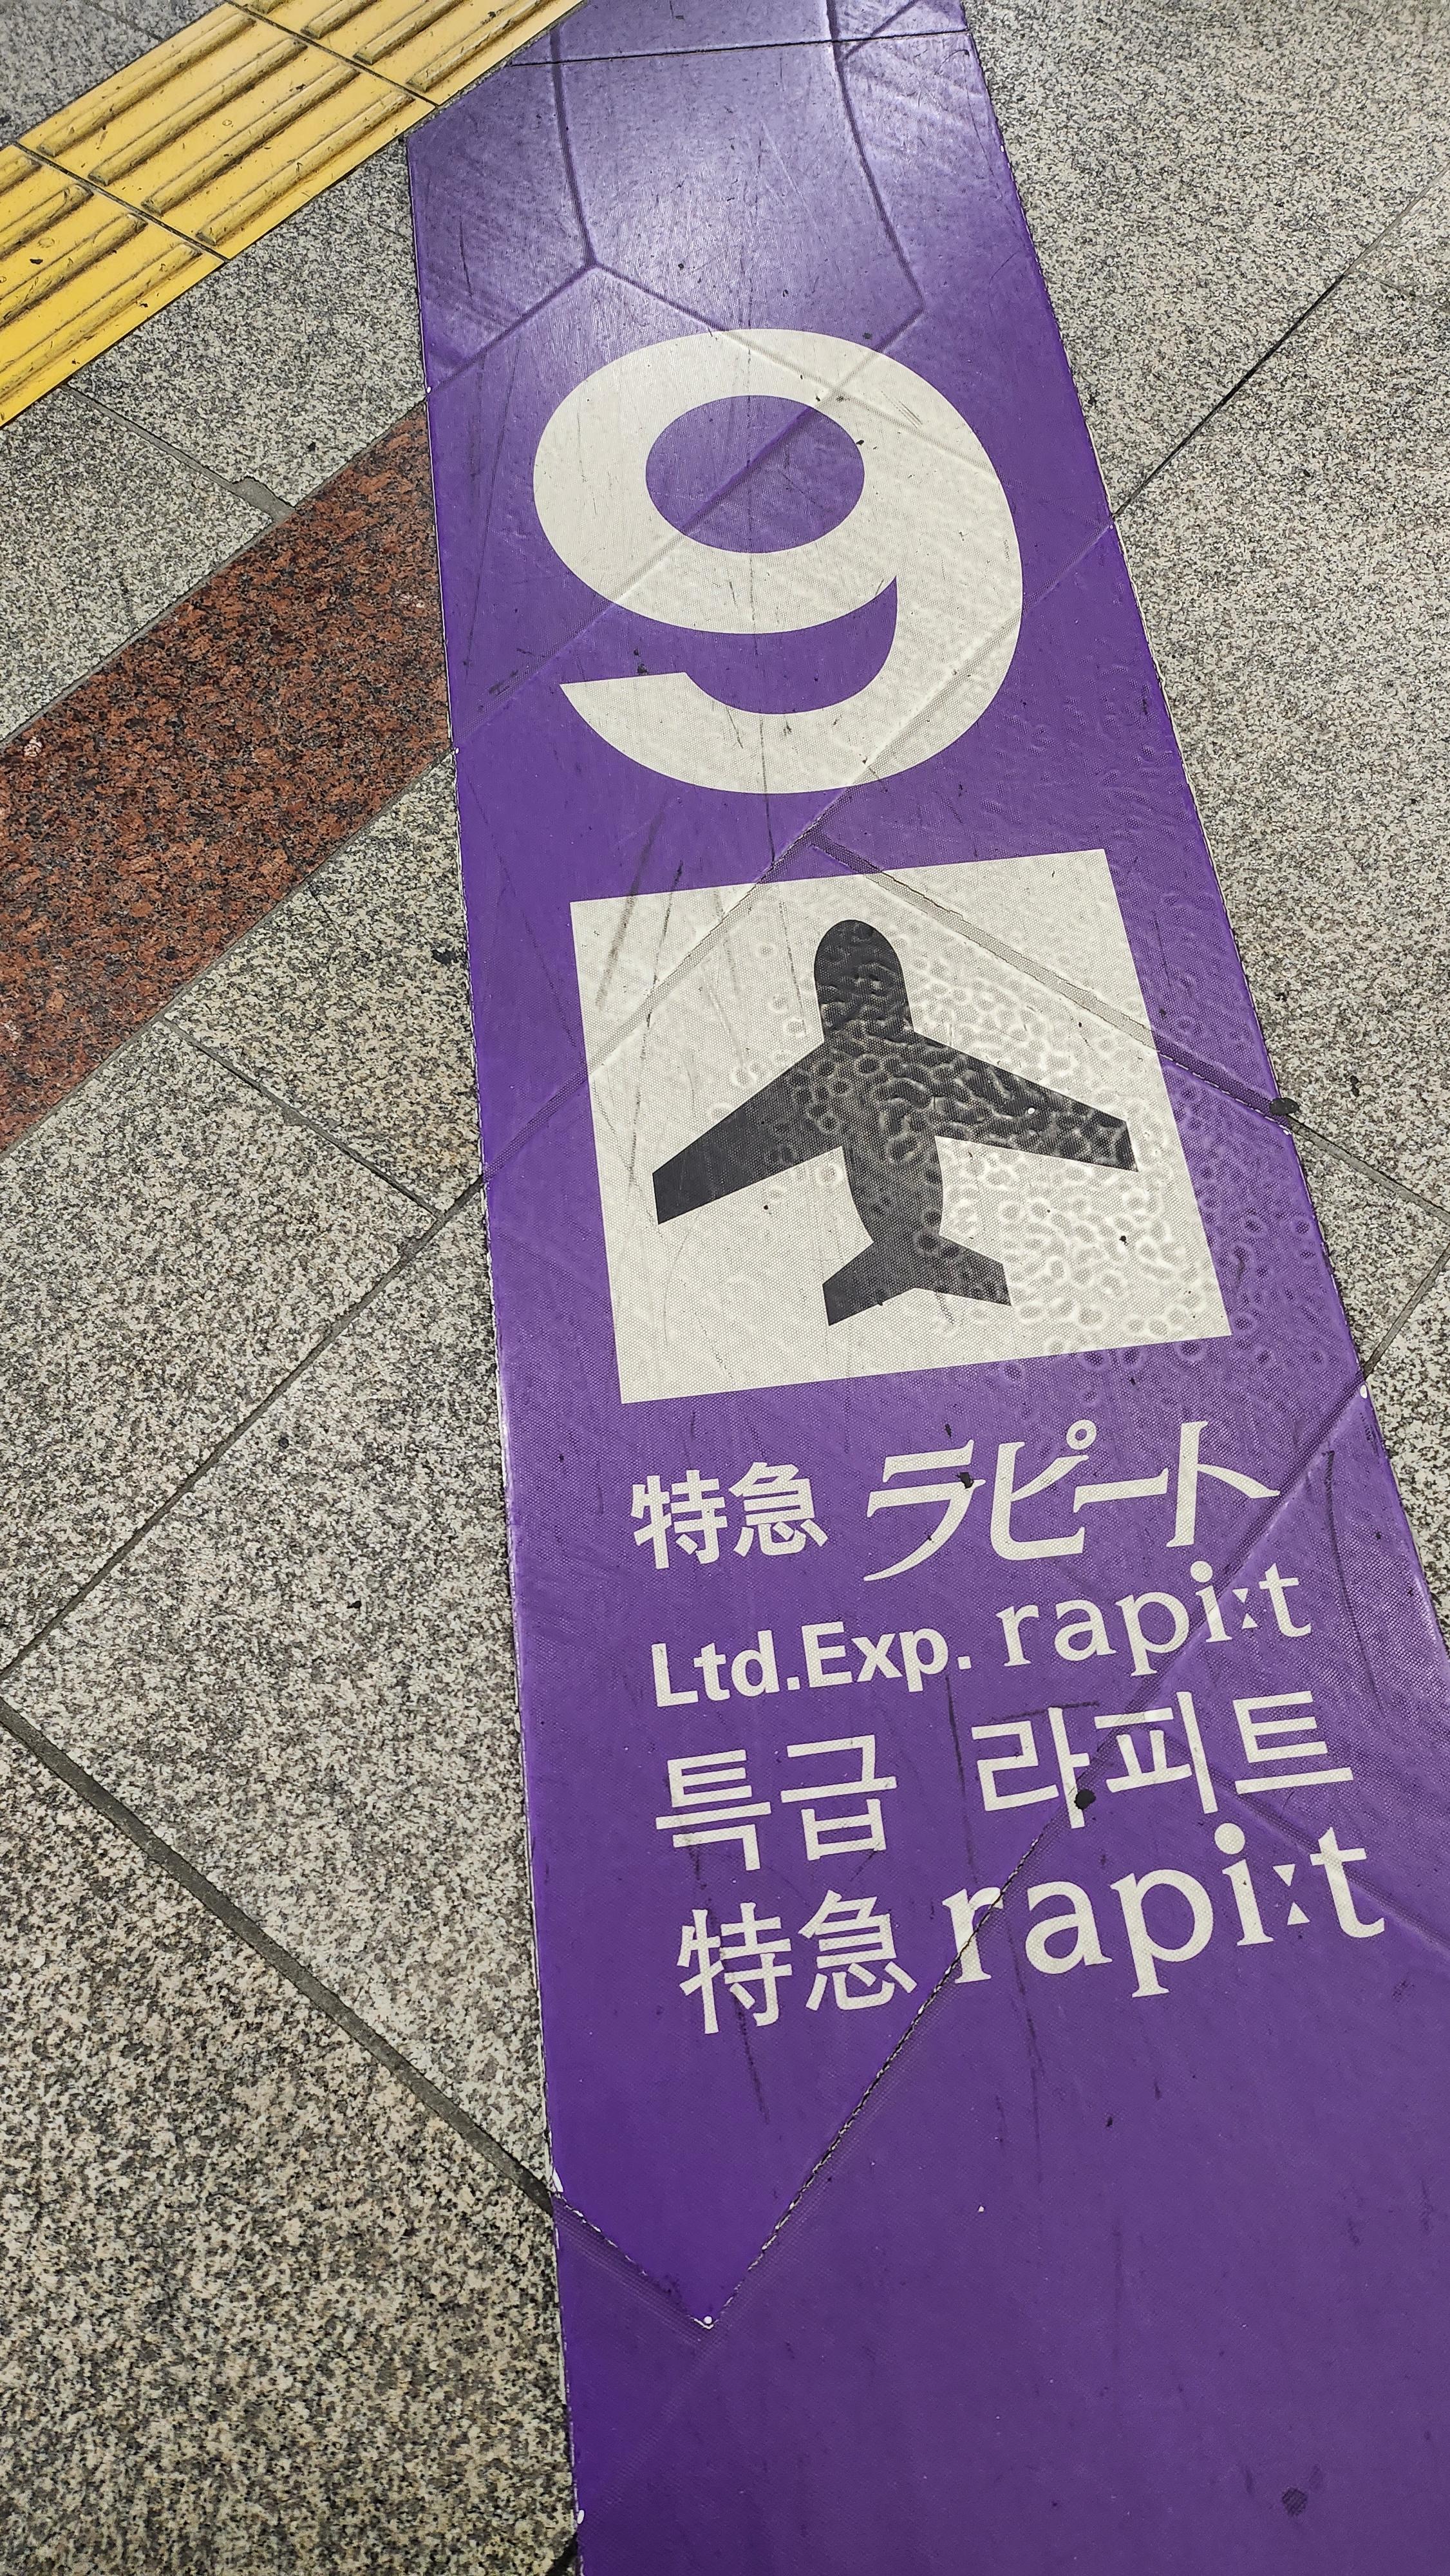 9
特急 ラピート
Ltd.Exp. rapi:t
특급 라피트
特急 rapi:t